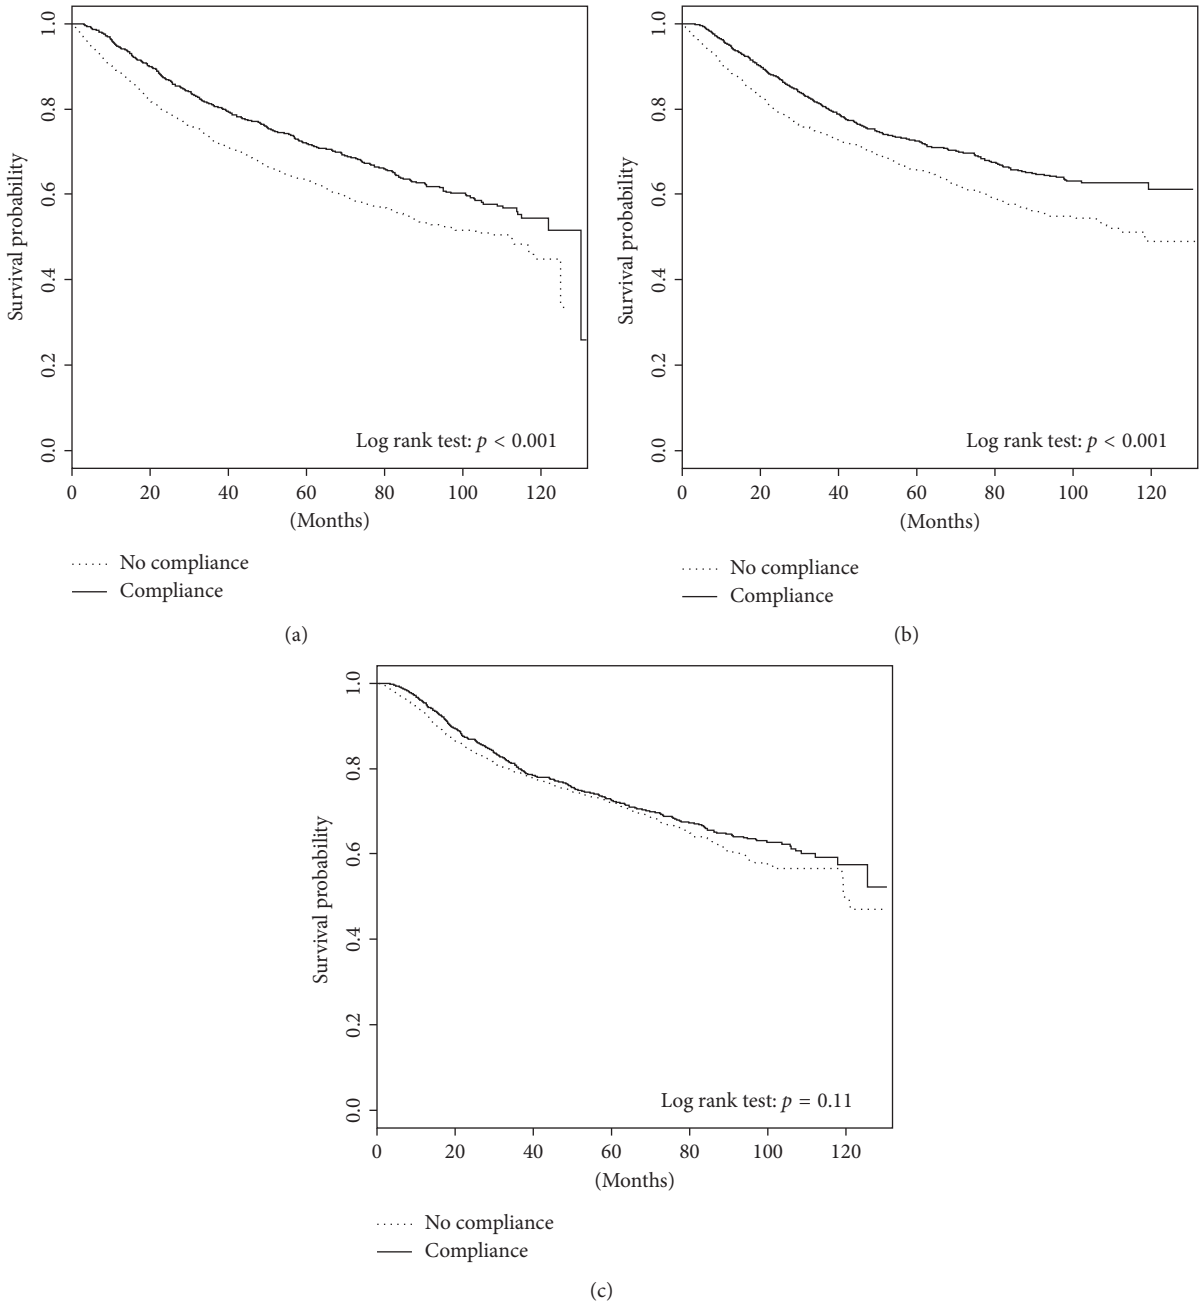 Survival probability
1.0
0.8
0.6
0.4
0.2
0.0
Log rank test: p < 0.001
0 20 40 60 80 100 120
(Months)
No compliance
Compliance
(a)
Survival probability
1.0
0.8
0.6
0.4
0.2
0.0
Log rank test: p < 0.001
0 20 40 60 80 100 120
(Months)
No compliance
Compliance
(b)
Survival probability
1.0
0.8
0.6
0.4
0.2
0.0
Log rank test: p = 0.11
0 20 40 60 80 100 120
(Months)
No compliance
Compliance
(c)